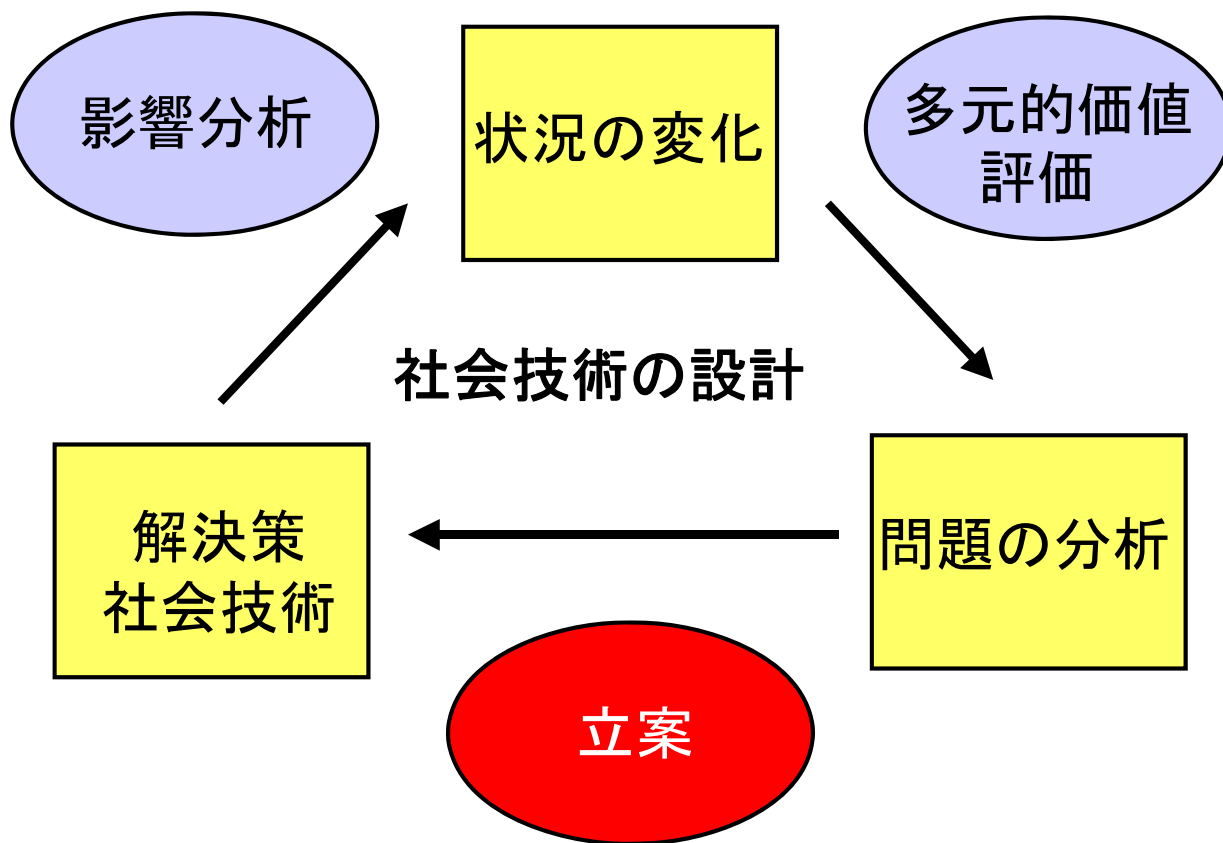 影響分析
状況の変化
多元的価値
評価
社会技術の設計
解決策
社会技術
問題の分析
立案